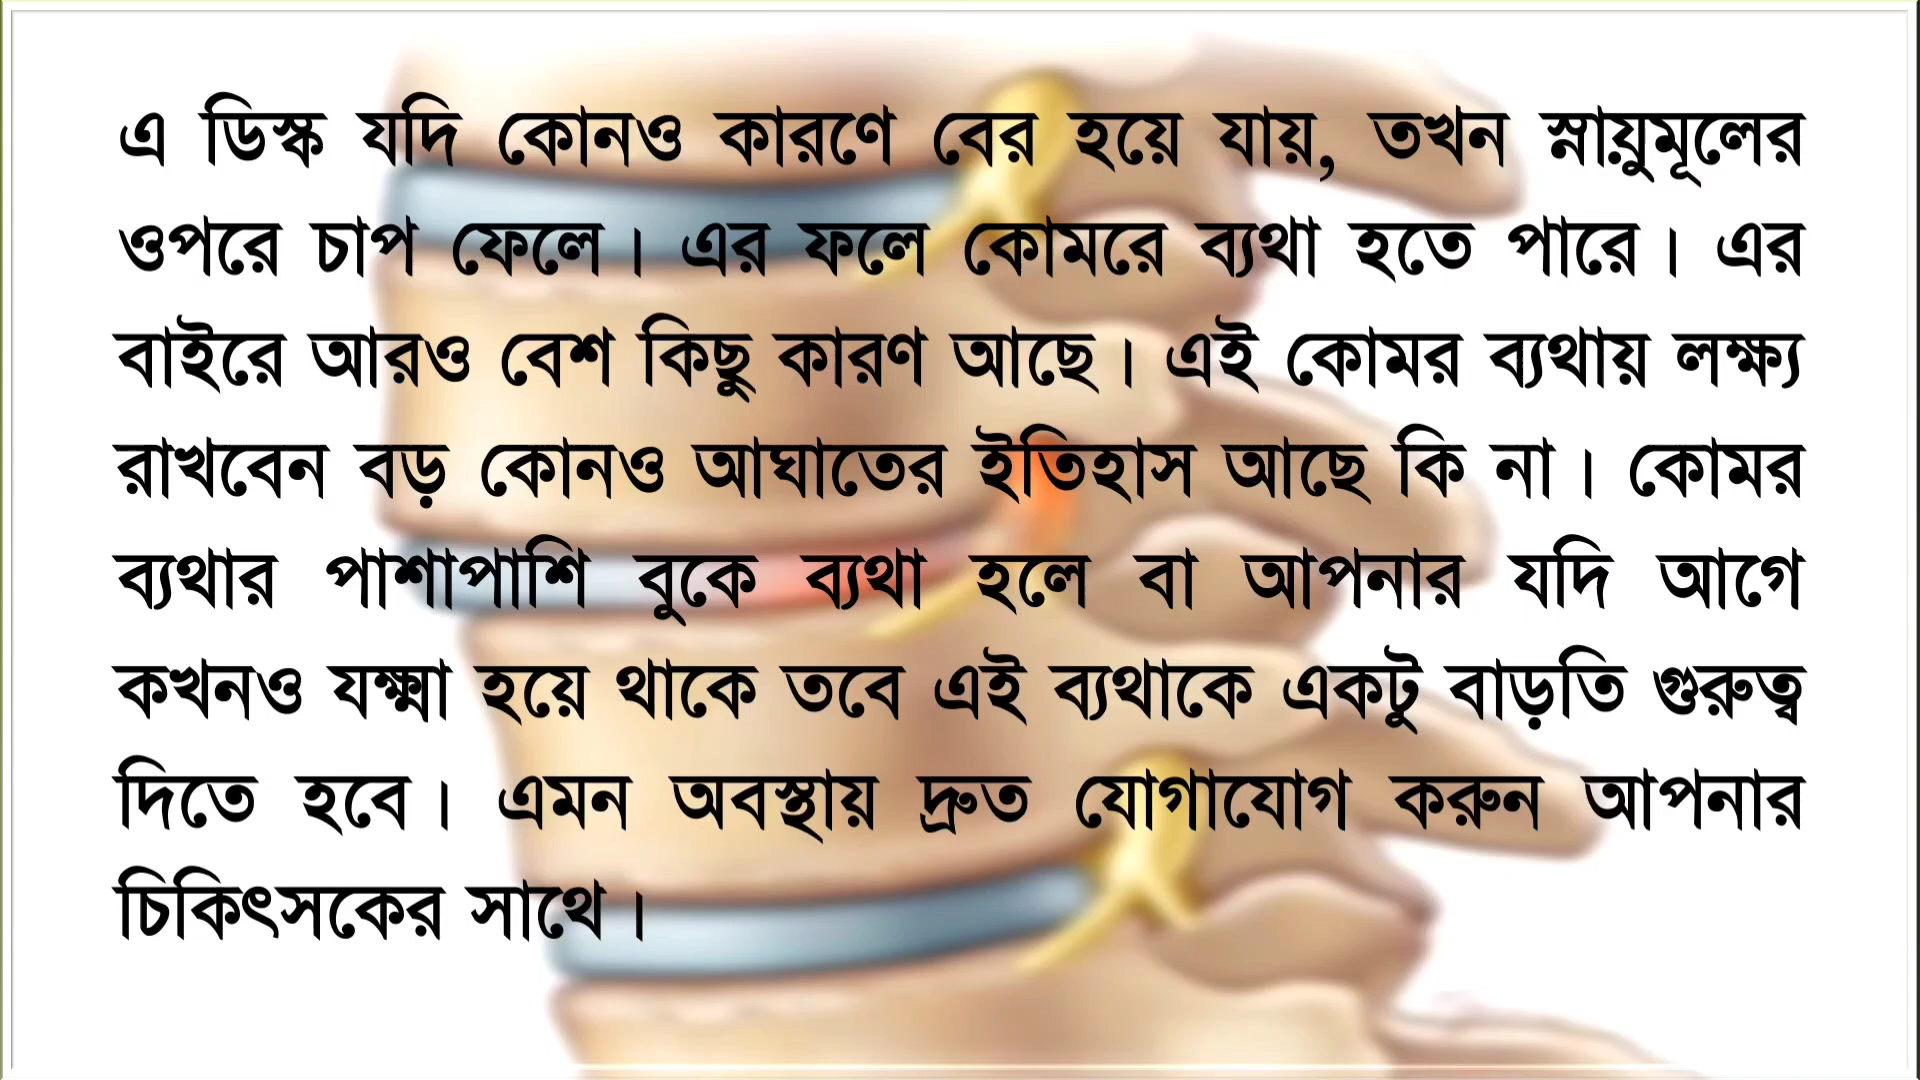 এ ডিস্ক যদি কোনও কারণে বের হয়ে যায়, তখন স্নায়ুমূলের
ওপরে চাপ ফেলে। এর ফলে কোমরে ব্যথা হতে পারে। এর
বাইরে আরও বেশ কিছু কারণ আছে। এই কোমর ব্যথায় লক্ষ্য
রাখবেন বড় কোনও আঘাতের ইতিহাস আছে কি না। কোমর
ব্যথার পাশাপাশি বুকে ব্যথা হলে বা আপনার যদি আগে
কখনও যক্ষ্মা হয়ে থাকে তবে এই ব্যথাকে একটু বাড়তি গুরুত্ব
দিতে হবে। এমন অবস্থায় দ্রুত যোগাযোগ করুন আপনার
চিকিৎসকের সাথে।